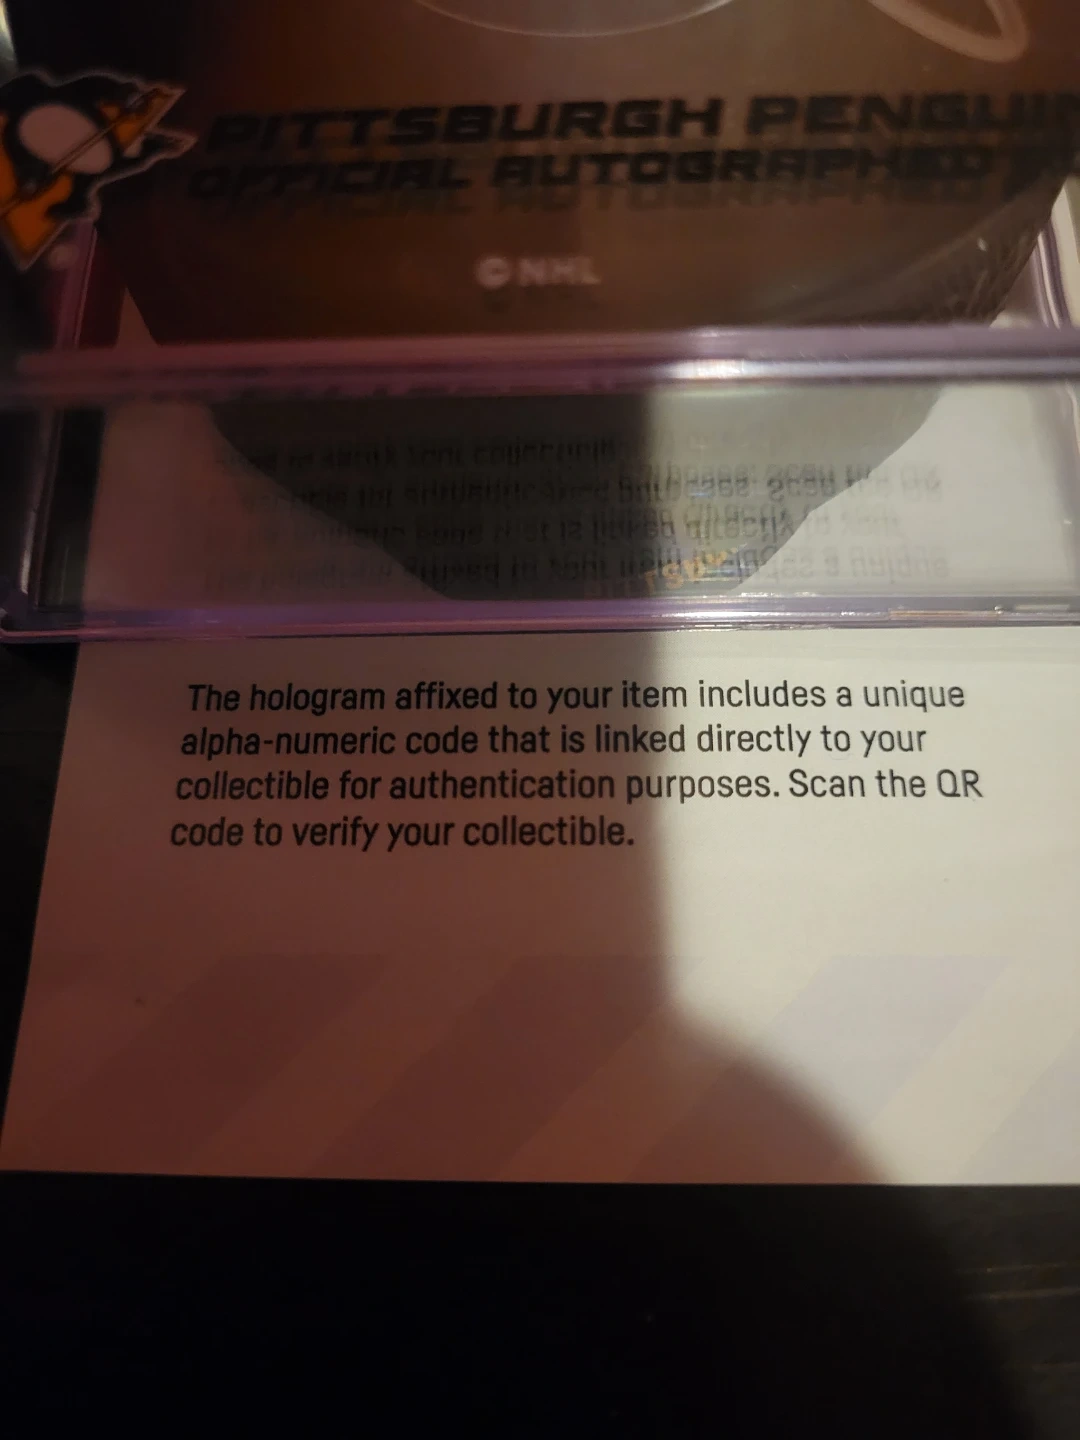 PITTSBURGH PENGUIN
OFFICIAL AUTOGRAPHED
© NHL
The hologram affixed to your item includes a unique
alpha-numeric code that is linked directly to your
collectible for authentication purposes. Scan the QR
code to verify your collectible.